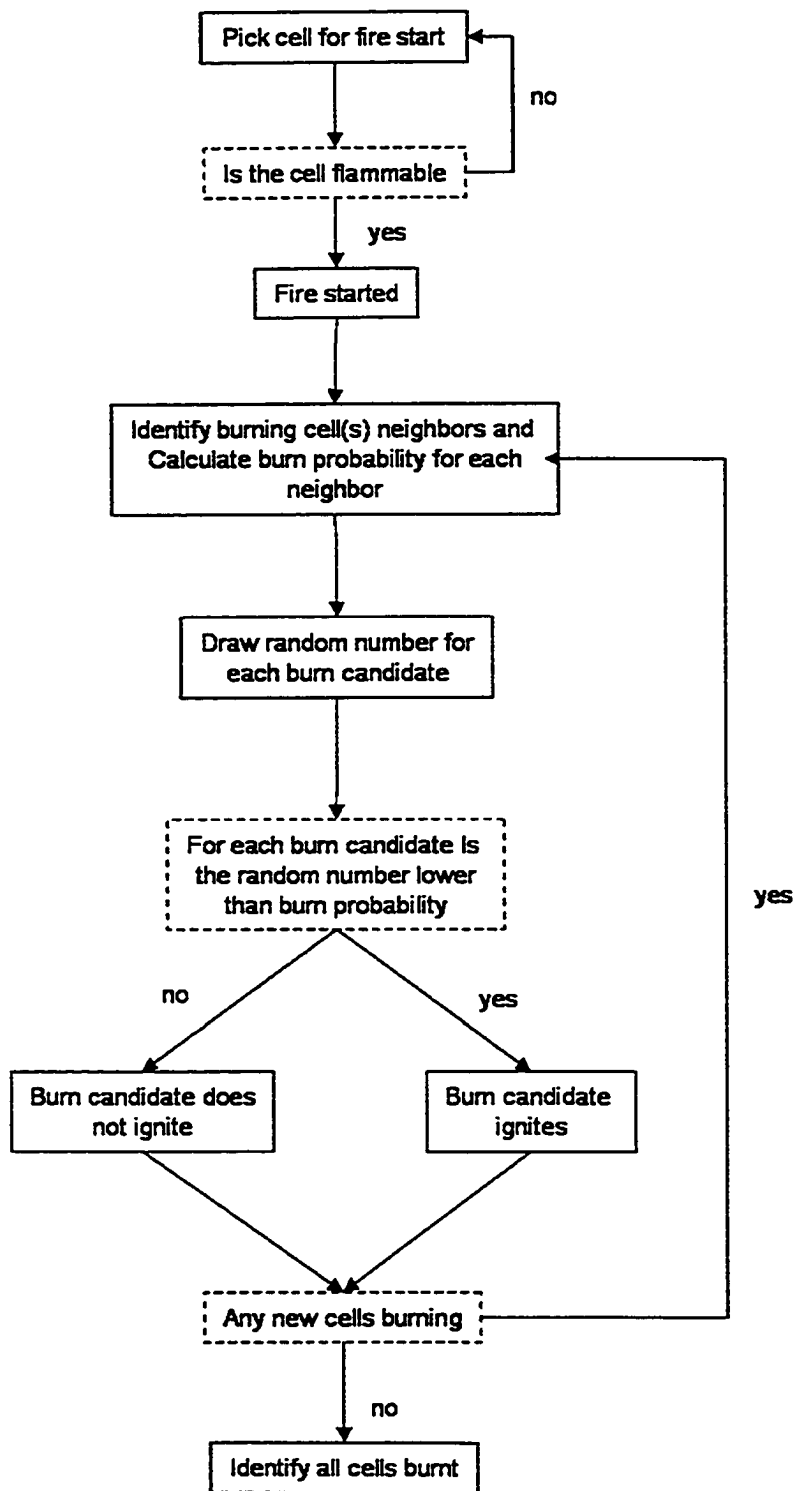 Pick cell for fire start
no
Is the cell flammable
yes
Fire started
Identify burning cell(s) neighbors and
Calculate burn probability for each
neighbor
Draw random number for
each burn candidate
For each burn candidate is
the random number lower
than burn probability
yes
no
yes
Burn candidate does
not ignite
Burn candidate
ignites
Any new cells burning
no
Identify all cells burnt